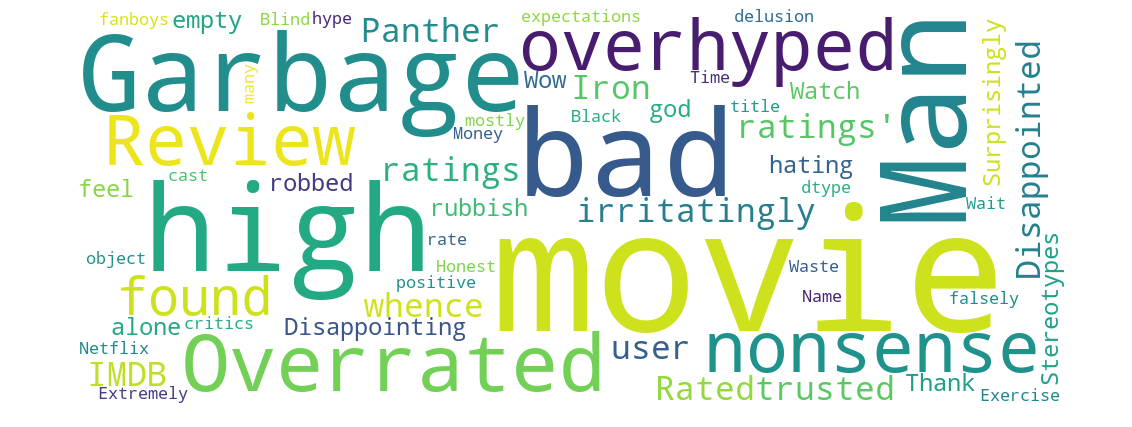 fanboys
empty
Blind
hype
expectations
delusion
Panther
Garbage
overhyped
Man
Surprisingly
Disappointed
many
Wow
Iron
Time
Watch
god
title
Black
mostly
Money
ratings'
Review
bad
ratings
hating
feel
cast
robbed
dtype
high
rubbish
irritatingly
Wait
rate
object
Honest
movie
Waste
Stereotypes
positive
found
whence
Name
falsely
alone
critics
Disappointing
Netflix
IMDB
Overrated
user
nonsense
Extremely
Rated
trusted
Thank
Exercise